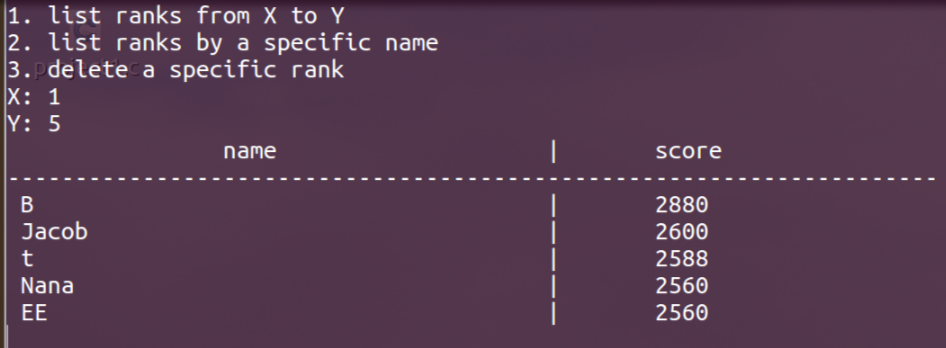 1. list ranks from X to Y
2. list ranks by a specific name
3. delete a specific rank
X: 1
Y: 5
name | score
---------------------------------------------------------------------
B | 2880
Jacob | 2600
t | 2588
Nana | 2560
EE | 2560